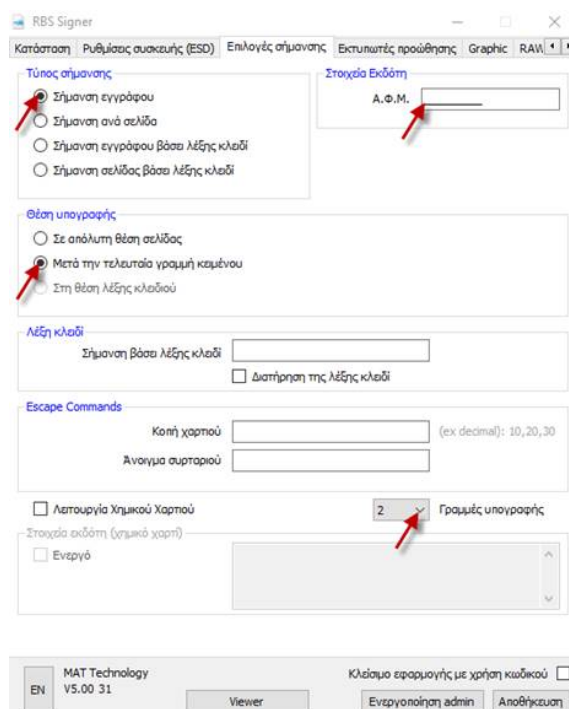 RBS Signer
Κατάσταση Ρυθμίσεις συσκευής (ESD) Επιλογές σήμανσης Εκτυπωτές προώθησης Graphic RAW
Τύπος σήμανσης
Στοιχεία Εκδότη
Σήμανση εγγράφου
Α.Φ.Μ.
Σήμανση ανά σελίδα
Σήμανση εγγράφου βάσει λέξης κλειδί
Σήμανση σελίδας βάσει λέξης κλειδί
Θέση υπογραφής
Σε απόλυτη θέση σελίδας
Μετά την τελευταία γραμμή κειμένου
Στη θέση λέξης κλειδιού
Λέξη κλειδί
Σήμανση βάσει λέξης κλειδί
Διατήρηση της λέξης κλειδί
Escape Commands
Κοπή χαρτιού (ex decimal): 10,20,30
Άνοιγμα συρταριού
Λειτουργία Χημικού Χαρτιού 2 Γραμμές υπογραφής
Στοιχεία εκδότη (χημικό χαρτί)
Ενεργό
MAT Technology Κλείσιμο εφαρμογής με χρήση κωδικού
EN V5.00 31
Viewer Ενεργοποίηση admin Αποθήκευση